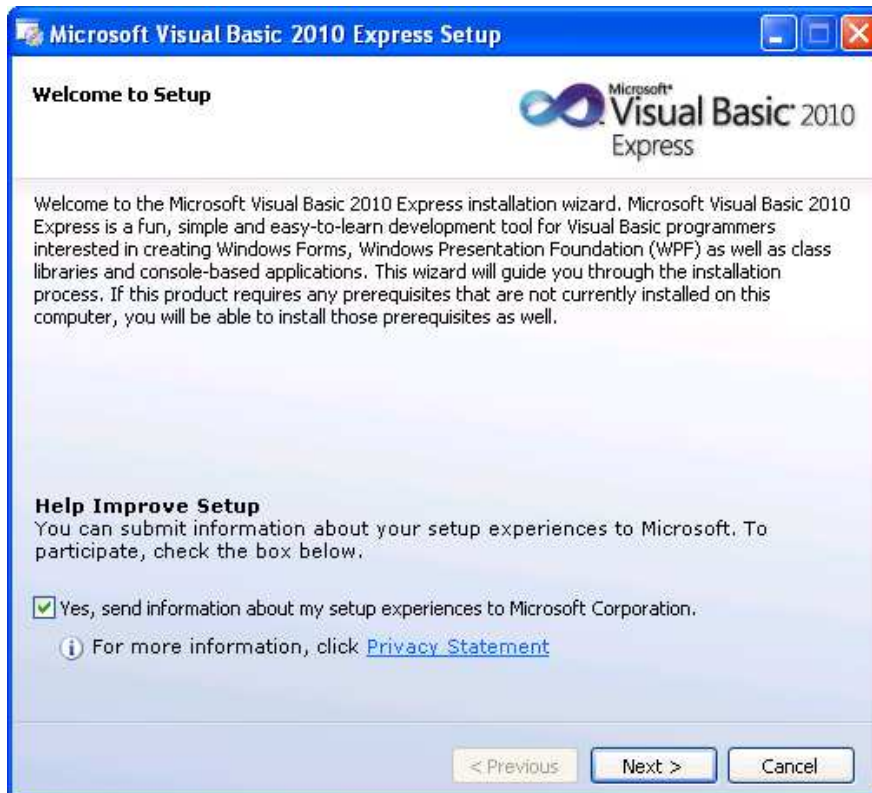 Microsoft Visual Basic 2010 Express Setup
Welcome to Setup
Microsoft®
Visual Basic® 2010
Express
Welcome to the Microsoft Visual Basic 2010 Express installation wizard. Microsoft Visual Basic 2010
Express is a fun, simple and easy-to-learn development tool for Visual Basic programmers
interested in creating Windows Forms, Windows Presentation Foundation (WPF) as well as class
libraries and console-based applications. This wizard will guide you through the installation
process. If this product requires any prerequisites that are not currently installed on this
computer, you will be able to install those prerequisites as well.
Help Improve Setup
You can submit information about your setup experiences to Microsoft. To
participate, check the box below.
Yes, send information about my setup experiences to Microsoft Corporation.
For more information, click Privacy Statement
< Previous
Next >
Cancel